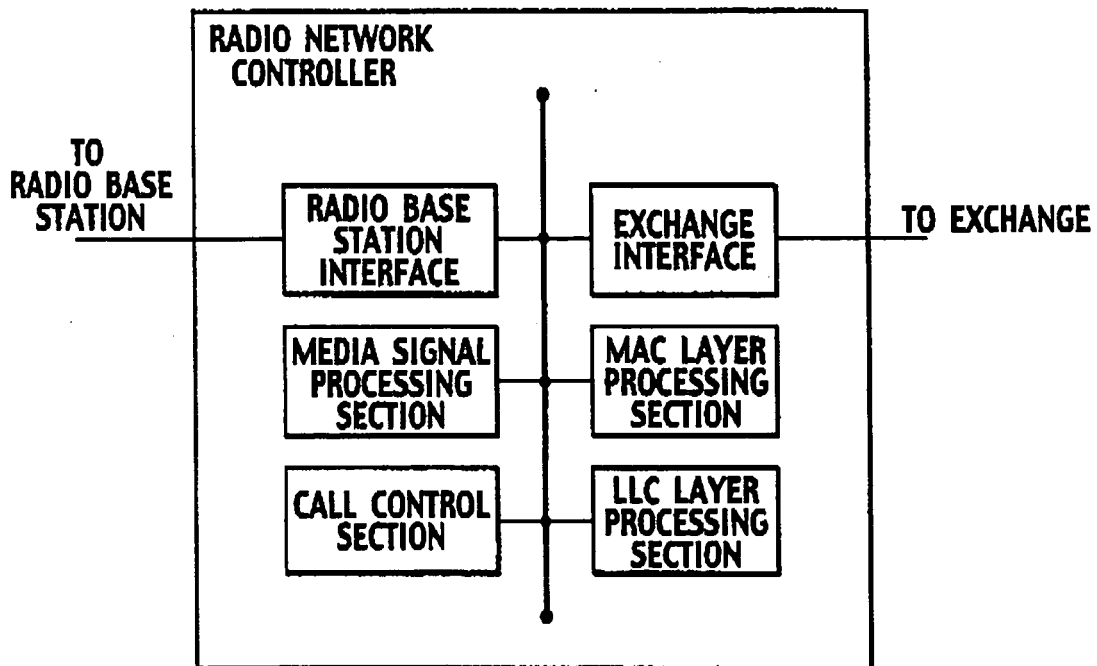 RADIO NETWORK
CONTROLLER
TO
RADIO BASE
STATION
RADIO BASE
STATION
INTERFACE
EXCHANGE
INTERFACE
TO EXCHANGE
MEDIA SIGNAL
PROCESSING
SECTION
MAC LAYER
PROCESSING
SECTION
CALL CONTROL
SECTION
LLC LAYER
PROCESSING
SECTION